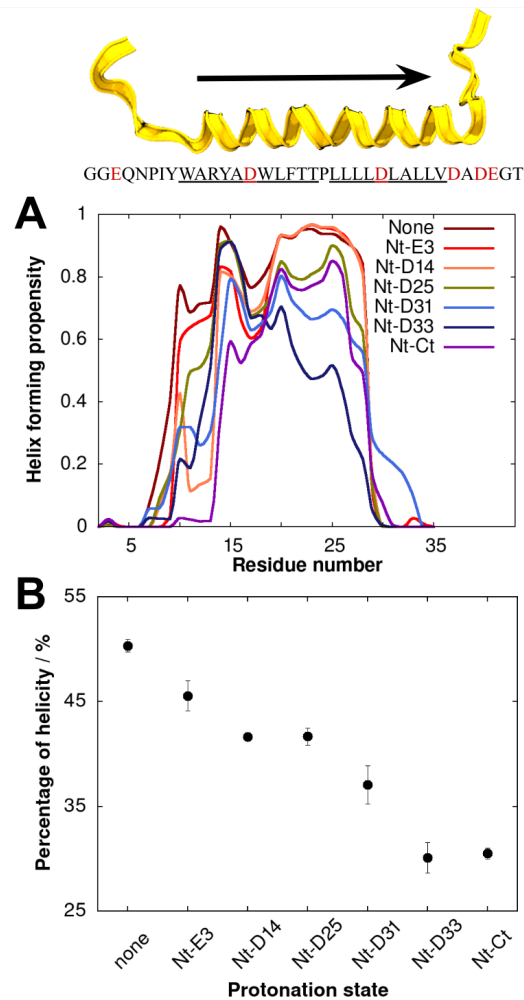 GGEQNPIYWARYADWLFTTPLLLLDLALLVDADEGT
A
None
Nt-E3
Nt-D14
Nt-D25
Nt-D31
Nt-D33
Nt-Ct
Helix forming propensity
1
0.8
0.6
0.4
0.2
0
5
15
25
35
Residue number
B
Percentage of helicity / %
55
45
35
25
none
Nt-E3
Nt-D14
Nt-D25
Nt-D31
Nt-D33
Nt-Ct
Protonation state